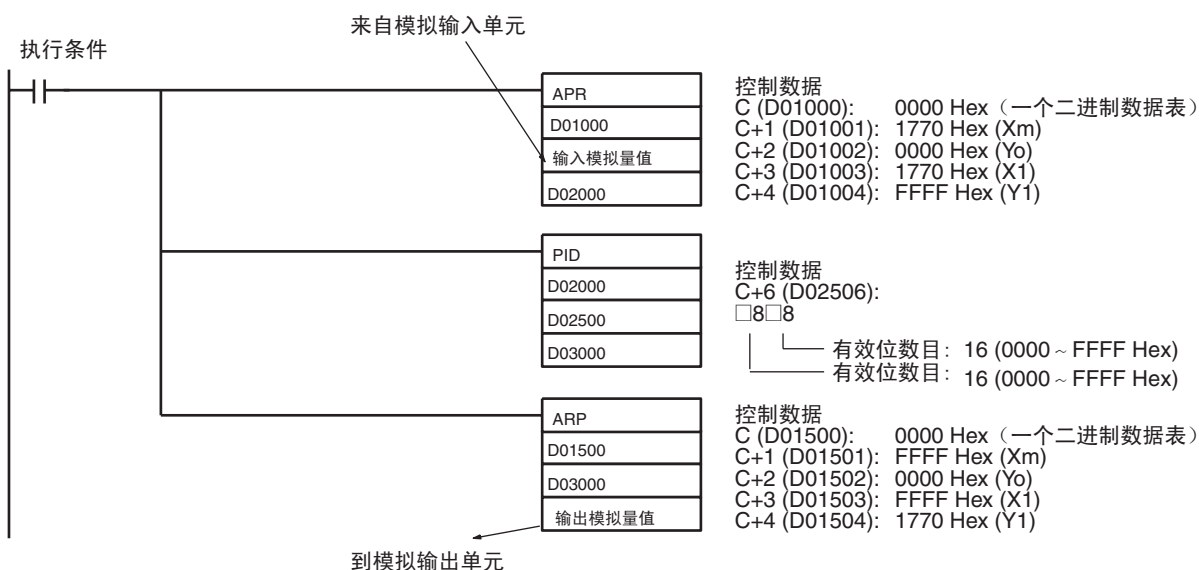 来自模拟输入单元
执行条件
APR
D01000
输入模拟量值
D02000
控制数据
C (D01000): 0000 Hex（一个二进制数据表）
C+1 (D01001): 1770 Hex (Xm)
C+2 (D01002): 0000 Hex (Yo)
C+3 (D01003): 1770 Hex (X1)
C+4 (D01004): FFFF Hex (Y1)
PID
D02000
D02500
D03000
控制数据
C+6 (D02506):
□8□8
有效位数目: 16 (0000～FFFF Hex)
有效位数目: 16 (0000～FFFF Hex)
ARP
D01500
D03000
输出模拟量值
控制数据
C (D01500): 0000 Hex（一个二进制数据表）
C+1 (D01501): FFFF Hex (Xm)
C+2 (D01502): 0000 Hex (Yo)
C+3 (D01503): FFFF Hex (X1)
C+4 (D01504): 1770 Hex (Y1)
到模拟输出单元